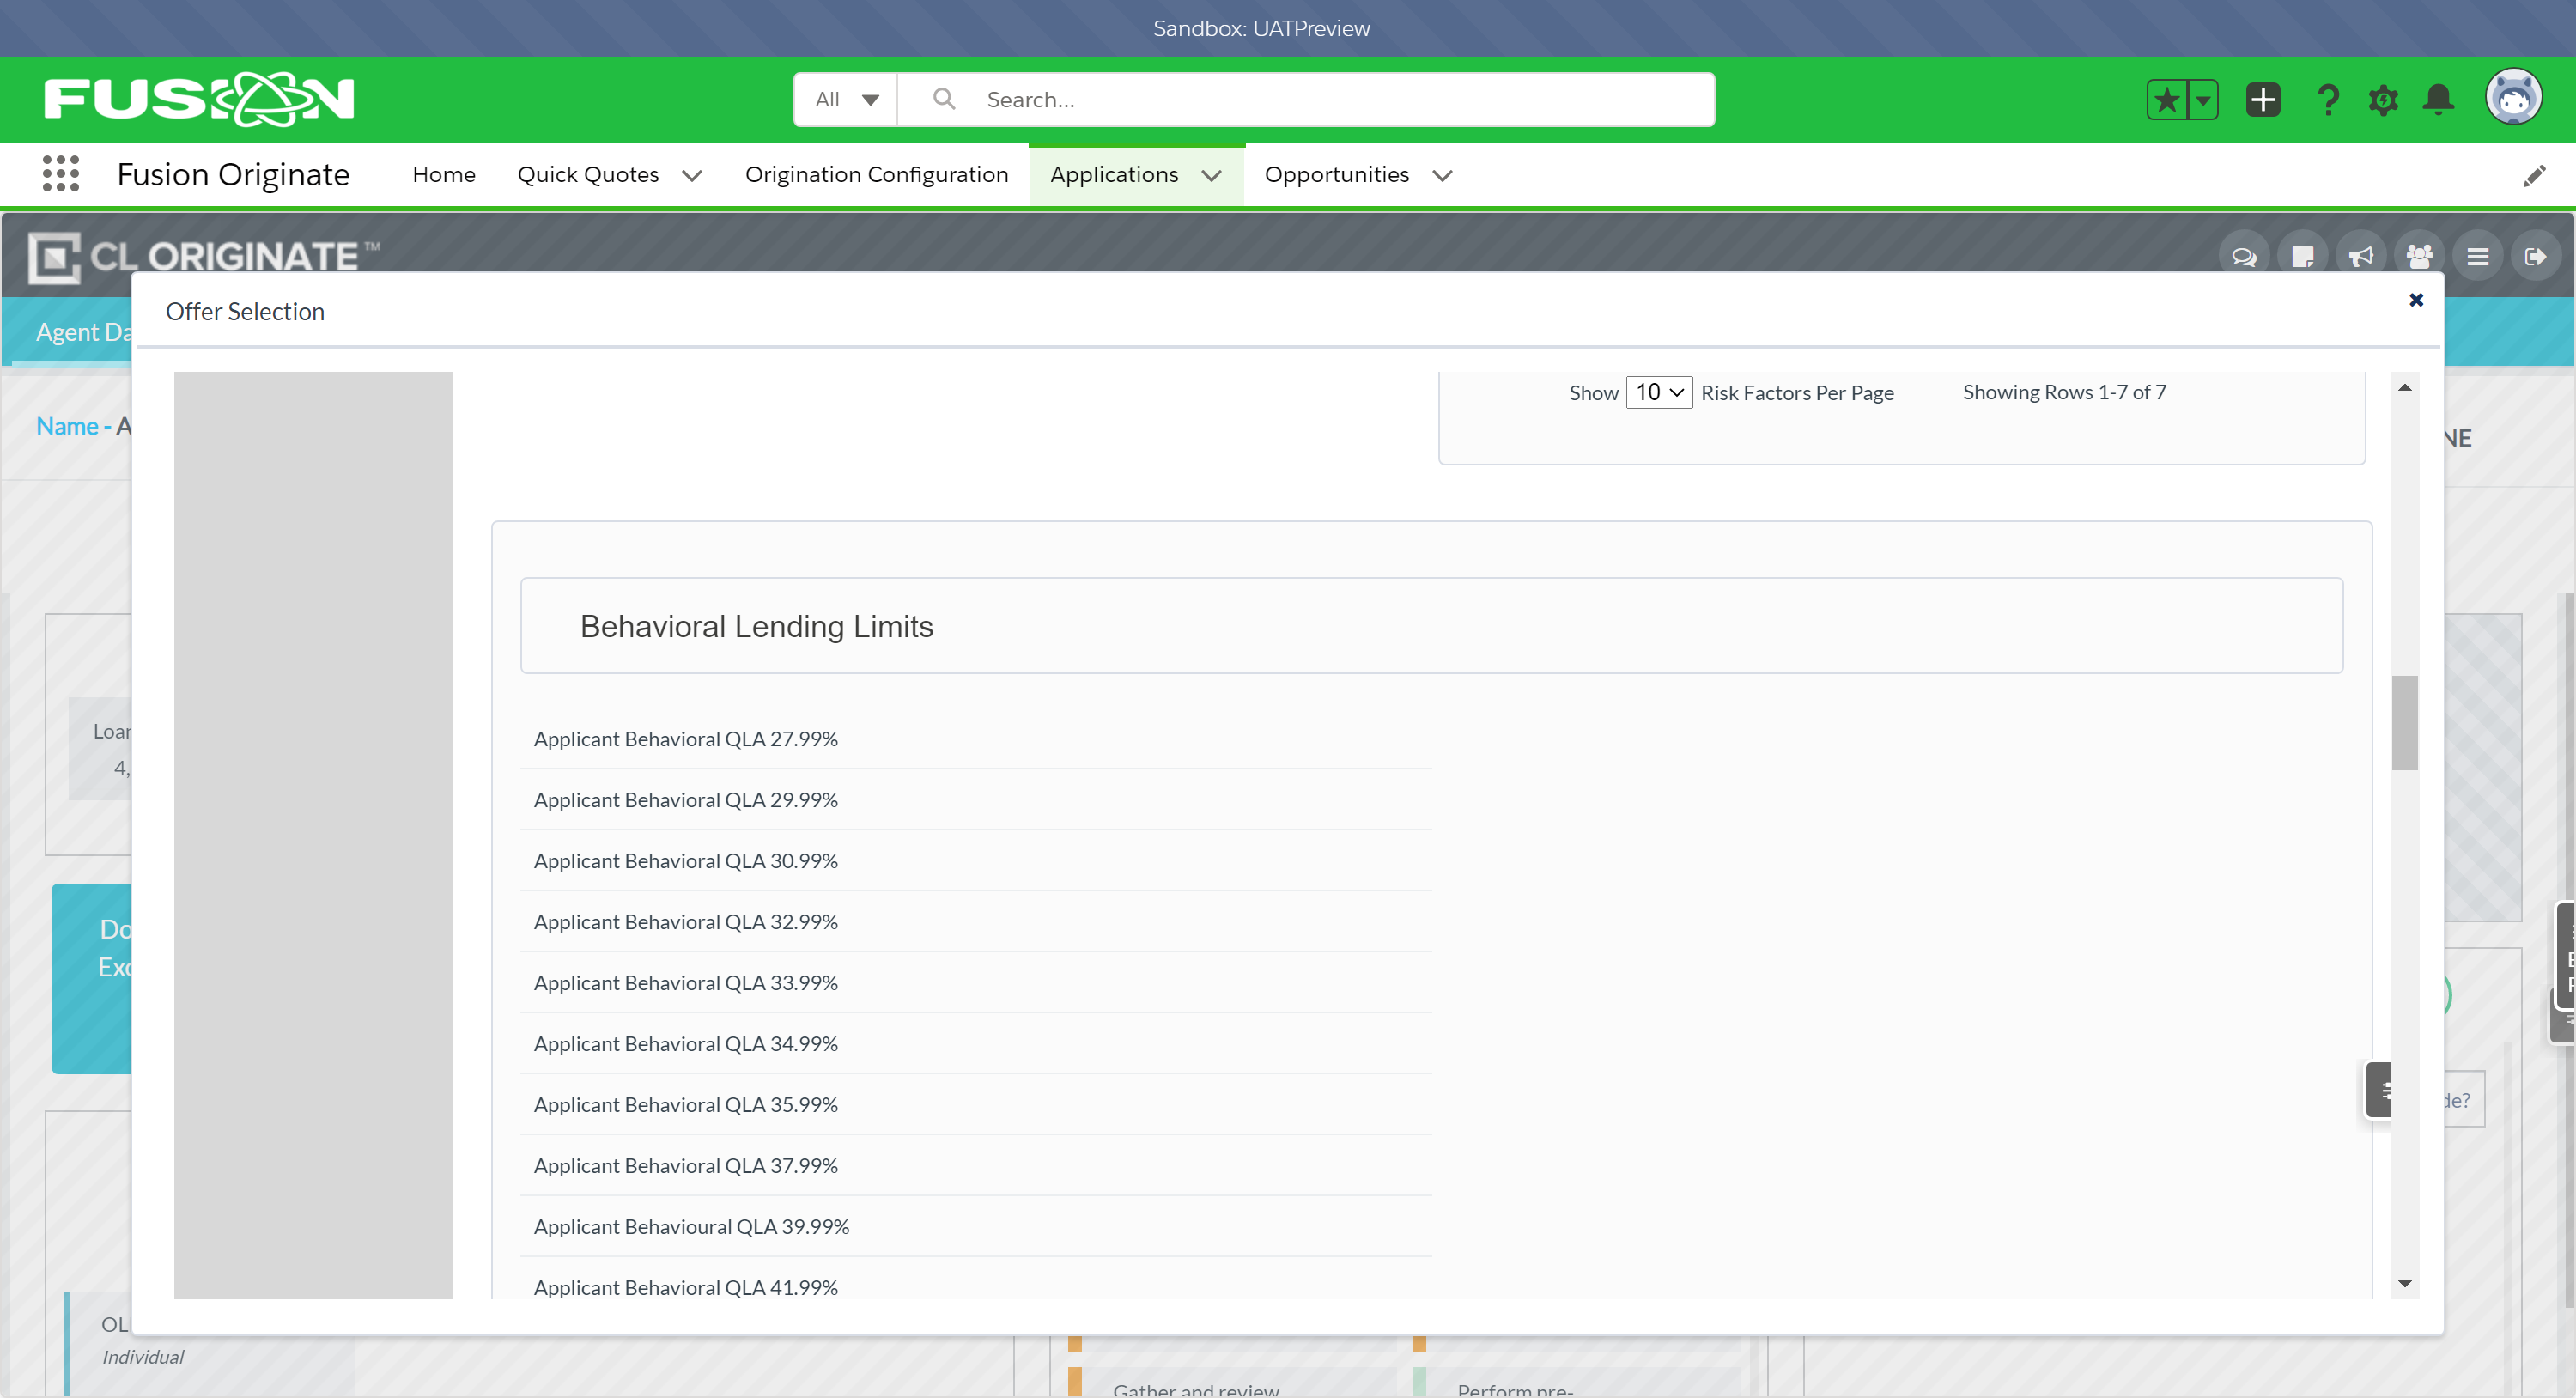 Sandbox: UATPreview
FUSION
All
Search...
Fusion Originate
Home
Quick Quotes
Origination Configuration
Applications
Opportunities
CL ORIGINATE™
Agent Da
Offer Selection
Name - A
NE
Show 10 Risk Factors Per Page
Showing Rows 1-7 of 7
Behavioral Lending Limits
Loan
4,
Applicant Behavioral QLA 27.99%
Applicant Behavioral QLA 29.99%
Applicant Behavioral QLA 30.99%
Applicant Behavioral QLA 32.99%
Applicant Behavioral QLA 33.99%
Applicant Behavioral QLA 34.99%
Applicant Behavioral QLA 35.99%
Applicant Behavioral QLA 37.99%
Applicant Behavioural QLA 39.99%
Applicant Behavioral QLA 41.99%
Do
Exc
de?
OL
Individual
Gather and review
Perform pre-